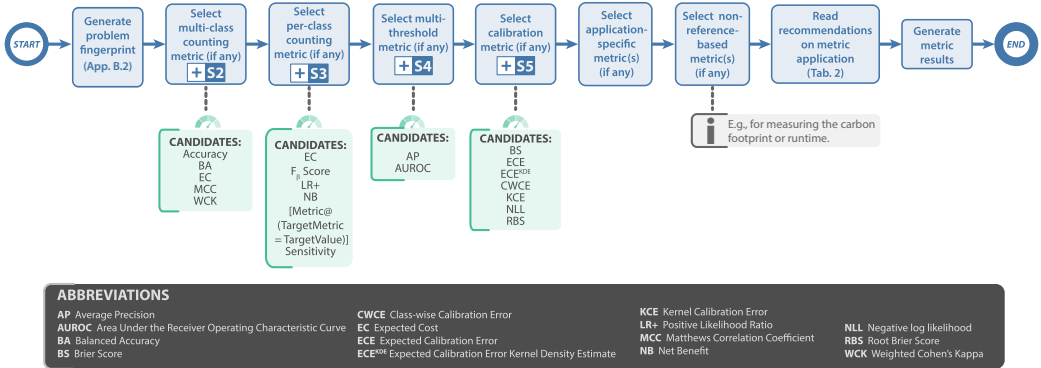 START
Generate
problem
fingerprint
(App. B.2)
Select
multi-class
counting
metric (if any)
+ S2
Select
per-class
counting
metric (if any)
+ S3
Select multi-
threshold
metric (if any)
+ S4
Select
calibration
metric (if any)
+ S5
Select
application-
specific
metric(s)
(if any)
Select non-
reference-
based
metric(s)
(if any)
Read
recommendations
on metric
application
(Tab. 2)
Generate
metric
results
END
CANDIDATES:
Accuracy
BA
EC
MCC
WCK
CANDIDATES:
EC
Fβ Score
LR+
NB
[Metric@
(TargetMetric
= TargetValue)]
Sensitivity
CANDIDATES:
AP
AUROC
CANDIDATES:
BS
ECE
ECE^KDE
CWCE
KCE
NLL
RBS
i
E.g., for measuring the carbon
footprint or runtime.
ABBREVIATIONS
AP Average Precision
AUROC Area Under the Receiver Operating Characteristic Curve
BA Balanced Accuracy
BS Brier Score
CWCE Class-wise Calibration Error
EC Expected Cost
ECE Expected Calibration Error
ECE^KDE Expected Calibration Error Kernel Density Estimate
KCE Kernel Calibration Error
LR+ Positive Likelihood Ratio
MCC Matthews Correlation Coefficient
NB Net Benefit
NLL Negative log likelihood
RBS Root Brier Score
WCK Weighted Cohen's Kappa